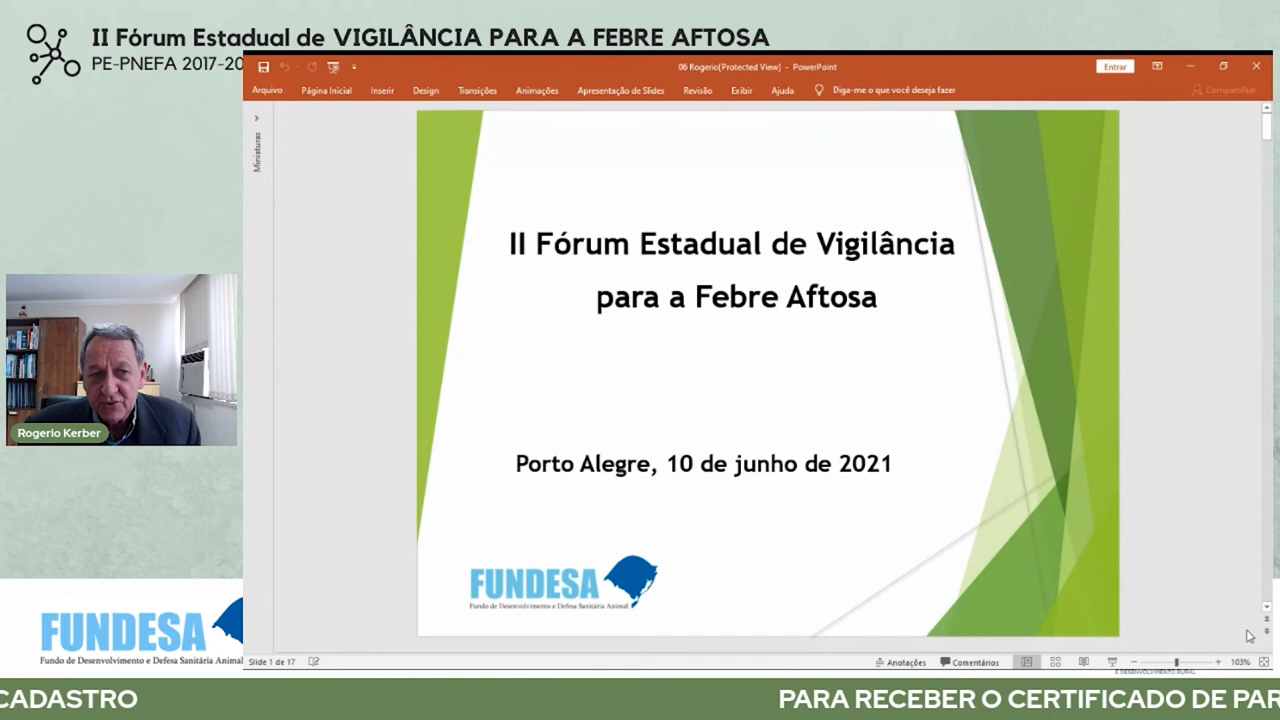 II Fórum Estadual de VIGILÂNCIA PARA A FEBRE AFTOSA
PE-PNEFA 2017-20
06 Rogerio[Protected View] - PowerPoint
Entrar
Arquivo Página Inicial Inserir Design Transições Animações Apresentação de Slides Revisão Exibir Ajuda Diga-me o que você deseja fazer Compartilhar
Miniaturas
II Fórum Estadual de Vigilância
para a Febre Aftosa
Porto Alegre, 10 de junho de 2021
FUNDESA
Fundo de Desenvolvimento e Defesa Sanitária Animal
Rogerio Kerber
FUNDESA
Fundo de Desenvolvimento e Defesa Sanitária Animal
Slide 1 de 17 Anotações Comentários 103%
E DESENVOLVIMENTO RURAL
CADASTRO PARA RECEBER O CERTIFICADO DE PAR